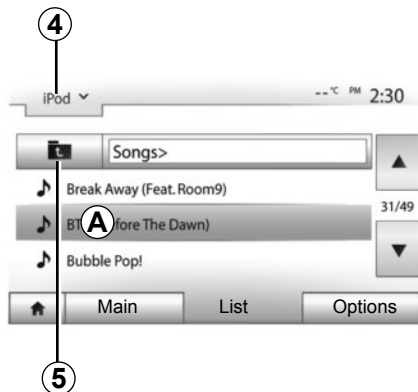 4
iPod
--°C PM 2:30
Songs>
Break Away (Feat. Room9)
31/49
A
fore The Dawn)
Bubble Pop!
Main List Options
5